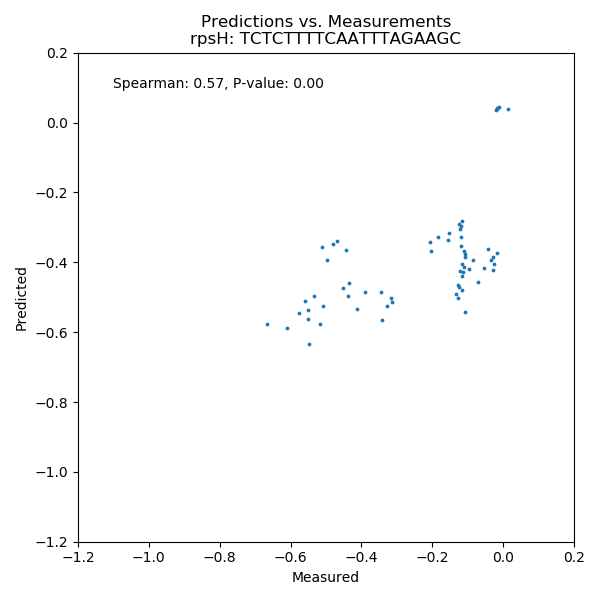 Predictions vs. Measurements
rpsH: TCTCTTTTCAATTTAGAAGC
Spearman: 0.57, P-value: 0.00
0.2
0.0
−0.2
−0.4
−0.6
−0.8
−1.0
−1.2
Predicted
−1.2 −1.0 −0.8 −0.6 −0.4 −0.2 0.0 0.2
Measured